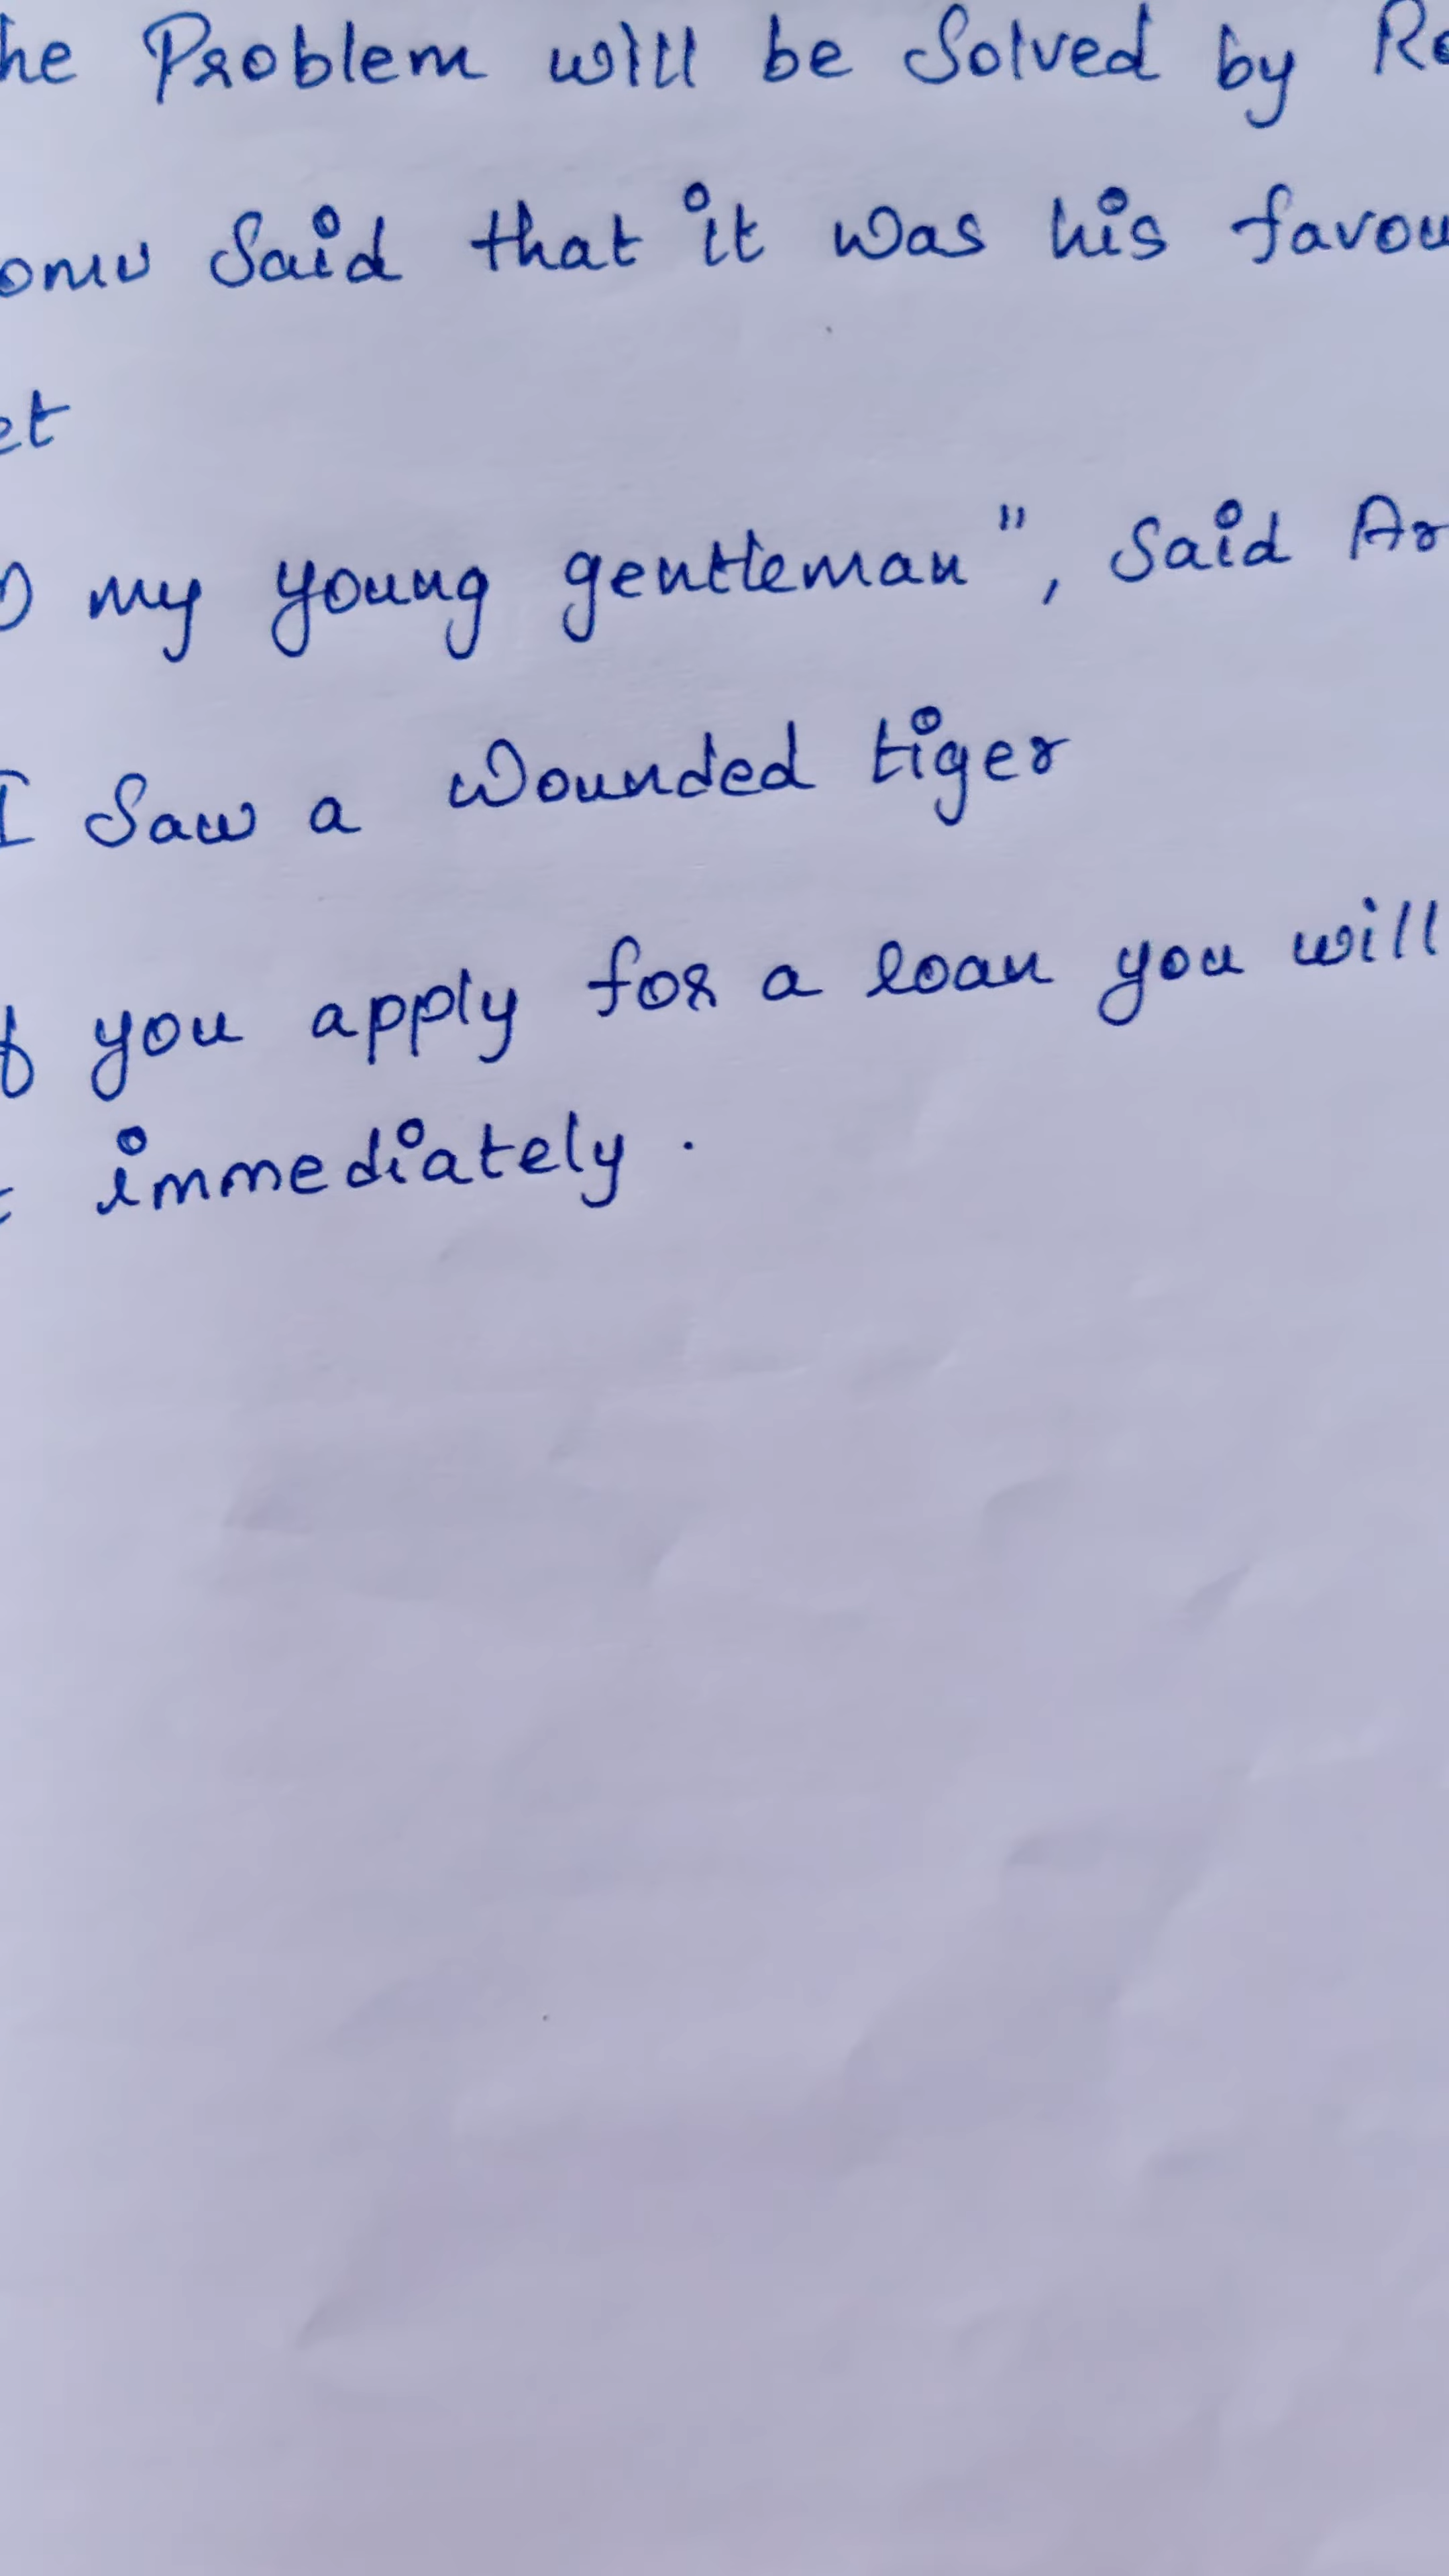 he Problem will be Solved by
Said that it was his
my young gentleman", Said
I Saw a Wounded tiger
you apply for a loan you will
immediately.